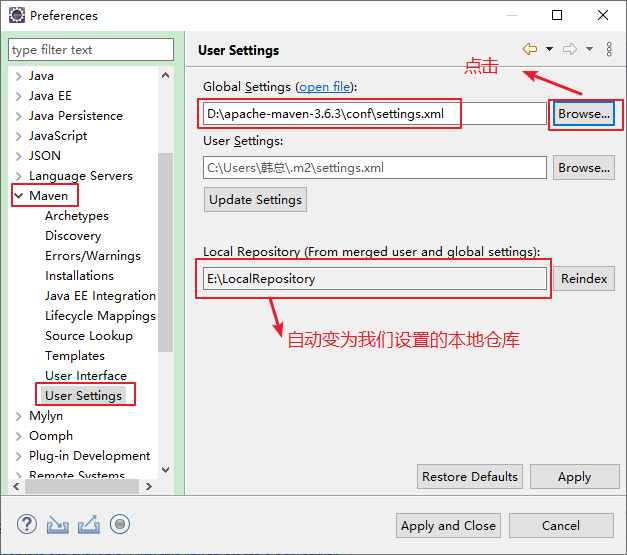 Preferences
type filter text
Java
Java EE
Java Persistence
JavaScript
JSON
Language Servers
Maven
Archetypes
Discovery
Errors/Warnings
Installations
Java EE Integration
Lifecycle Mappings
Source Lookup
Templates
User Interface
User Settings
Mylyn
Oomph
Plug-in Development
Remote Systems
User Settings
点击
Global Settings (open file):
D:\apache-maven-3.6.3\conf\settings.xml
Browse...
User Settings:
C:\Users\韩总\.m2\settings.xml
Browse...
Update Settings
Local Repository (From merged user and global settings):
E:\LocalRepository
Reindex
自动变为我们设置的本地仓库
Restore Defaults
Apply
?
Apply and Close
Cancel